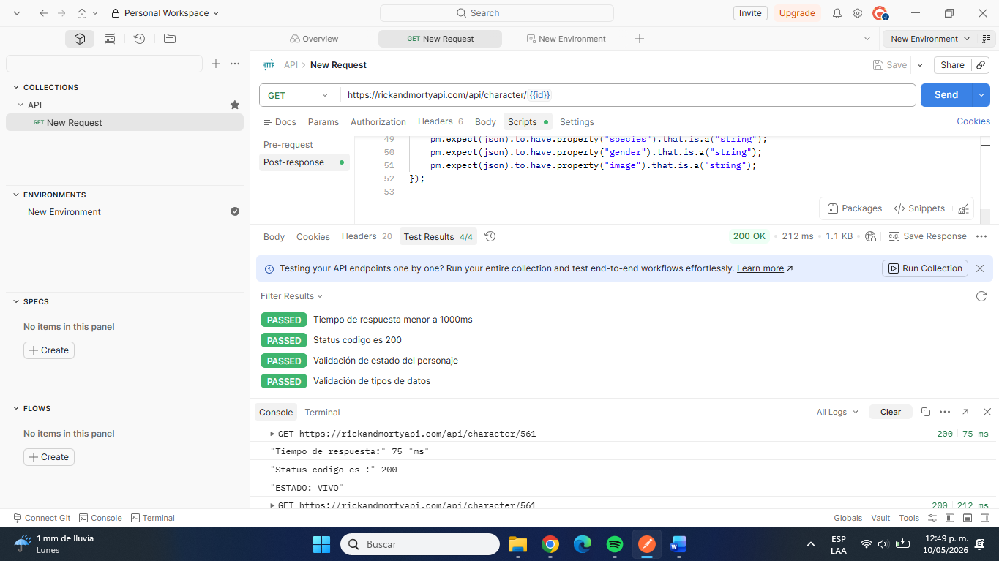 Personal Workspace
Search
Invite
Upgrade
Overview
GET New Request
New Environment
New Environment
HTTP API > New Request
Save
Share
COLLECTIONS
API
GET New Request
GET
https://rickandmortyapi.com/api/character/ {{id}}
Send
Docs Params Authorization Headers 6 Body Scripts Settings
Cookies
Pre-request
Post-response
49 pm.expect(json).to.have.property("species").that.is.a("string");
50 pm.expect(json).to.have.property("gender").that.is.a("string");
51 pm.expect(json).to.have.property("image").that.is.a("string");
52 });
53
Packages </> Snippets
ENVIRONMENTS
New Environment
Body Cookies Headers 20 Test Results 4/4
200 OK • 212 ms • 1.1 KB • e.g. Save Response
Testing your API endpoints one by one? Run your entire collection and test end-to-end workflows effortlessly. Learn more ↗
Run Collection
Filter Results
PASSED Tiempo de respuesta menor a 1000ms
PASSED Status codigo es 200
PASSED Validación de estado del personaje
PASSED Validación de tipos de datos
SPECS
No items in this panel
+ Create
FLOWS
No items in this panel
+ Create
Console Terminal
All Logs
Clear
GET https://rickandmortyapi.com/api/character/561 200 75 ms
"Tiempo de respuesta:" 75 "ms"
"Status codigo es :" 200
"ESTADO: VIVO"
GET https://rickandmortyapi.com/api/character/561 200 212 ms
Connect Git Console Terminal
Globals Vault Tools
1 mm de lluvia
Lunes
Buscar
ESP
LAA
12:49 p. m.
10/05/2026